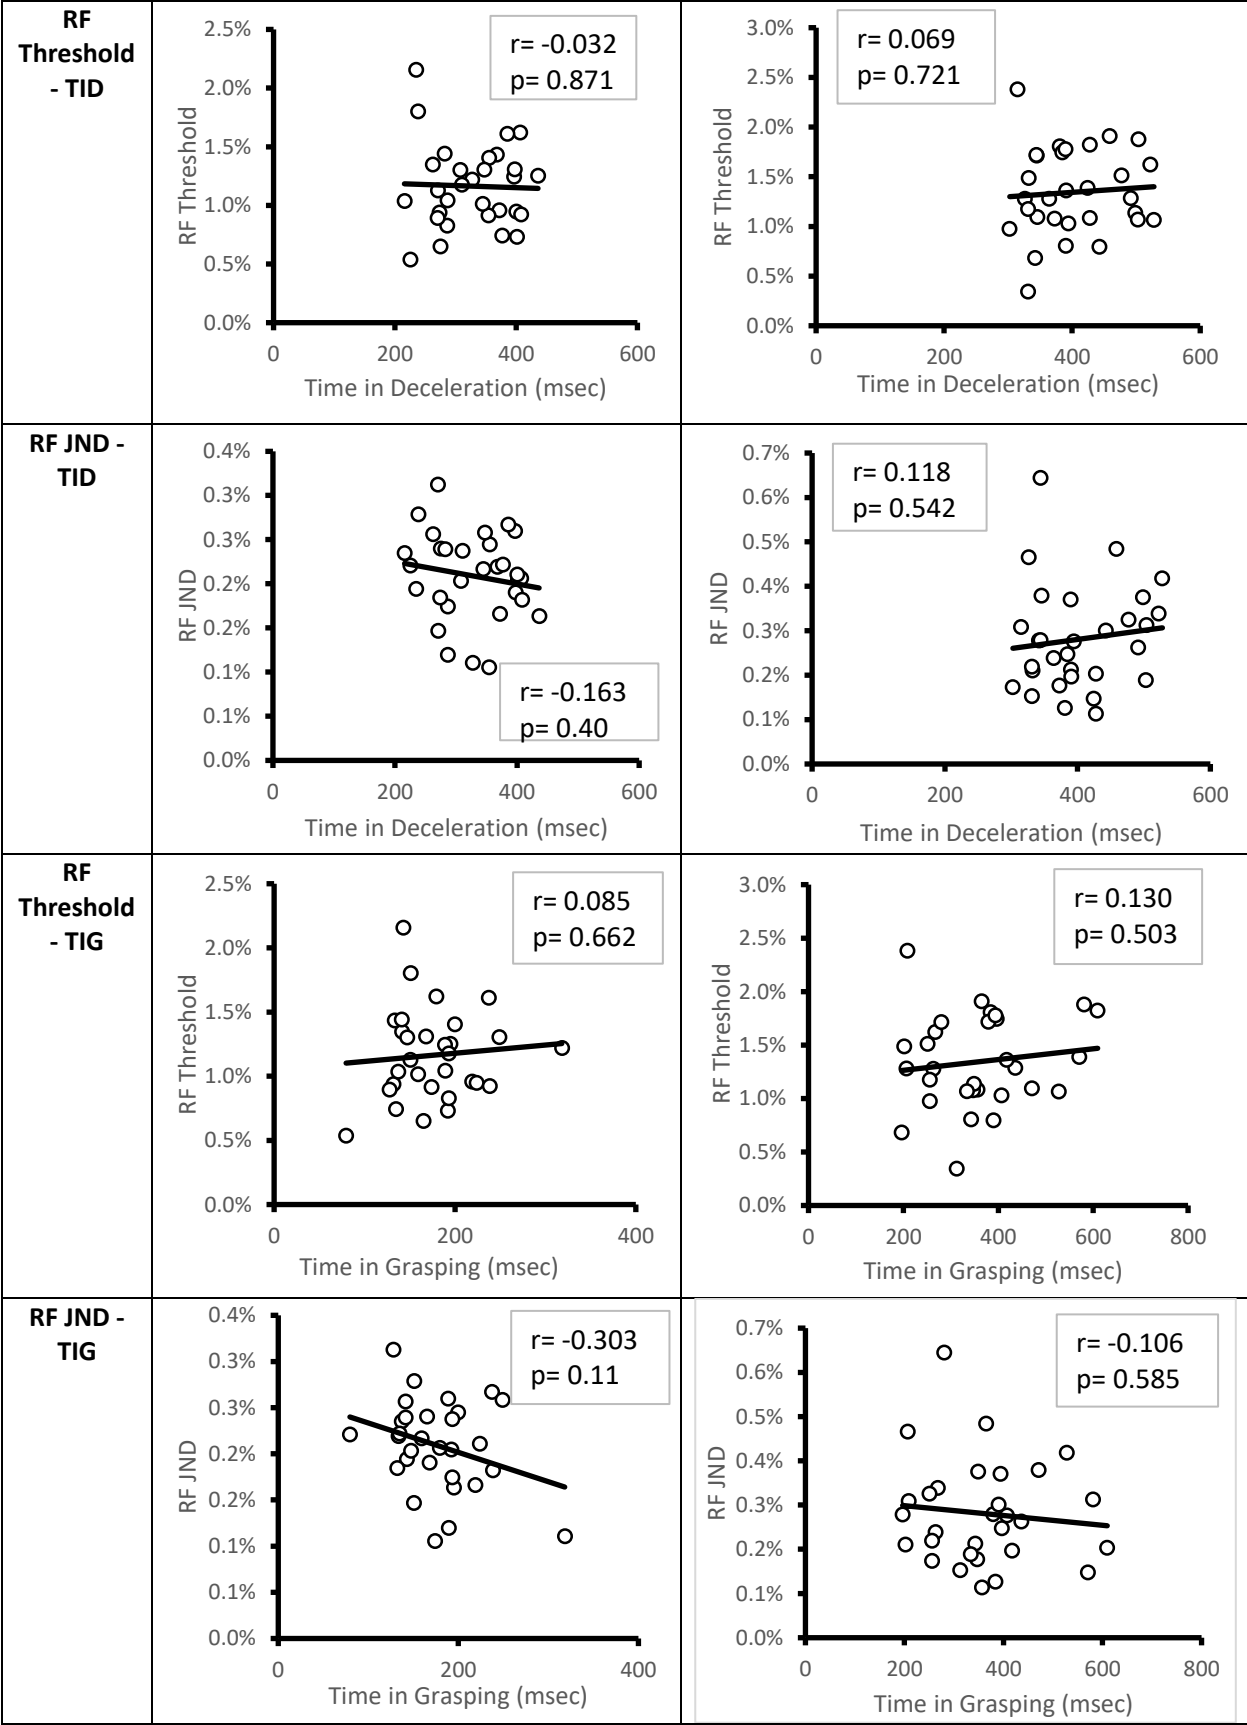 RF
Threshold
- TID
2.5%
2.0%
1.5%
1.0%
0.5%
0.0%
RF Threshold
0 200 400 600
Time in Deceleration (msec)
r= -0.032
p= 0.871
3.0%
2.5%
2.0%
1.5%
1.0%
0.5%
0.0%
RF Threshold
0 200 400 600
Time in Deceleration (msec)
r= 0.069
p= 0.721
RF JND -
TID
0.4%
0.3%
0.3%
0.2%
0.2%
0.1%
0.1%
0.0%
RF JND
0 200 400 600
Time in Deceleration (msec)
r= -0.163
p= 0.40
0.7%
0.6%
0.5%
0.4%
0.3%
0.2%
0.1%
0.0%
RF JND
0 200 400 600
Time in Deceleration (msec)
r= 0.118
p= 0.542
RF
Threshold
- TIG
2.5%
2.0%
1.5%
1.0%
0.5%
0.0%
RF Threshold
0 200 400
Time in Grasping (msec)
r= 0.085
p= 0.662
3.0%
2.5%
2.0%
1.5%
1.0%
0.5%
0.0%
RF Threshold
0 200 400 600 800
Time in Grasping (msec)
r= 0.130
p= 0.503
RF JND -
TIG
0.4%
0.3%
0.3%
0.2%
0.2%
0.1%
0.1%
0.0%
RF JND
0 200 400
Time in Grasping (msec)
r= -0.303
p= 0.11
0.7%
0.6%
0.5%
0.4%
0.3%
0.2%
0.1%
0.0%
RF JND
0 200 400 600 800
Time in Grasping (msec)
r= -0.106
p= 0.585